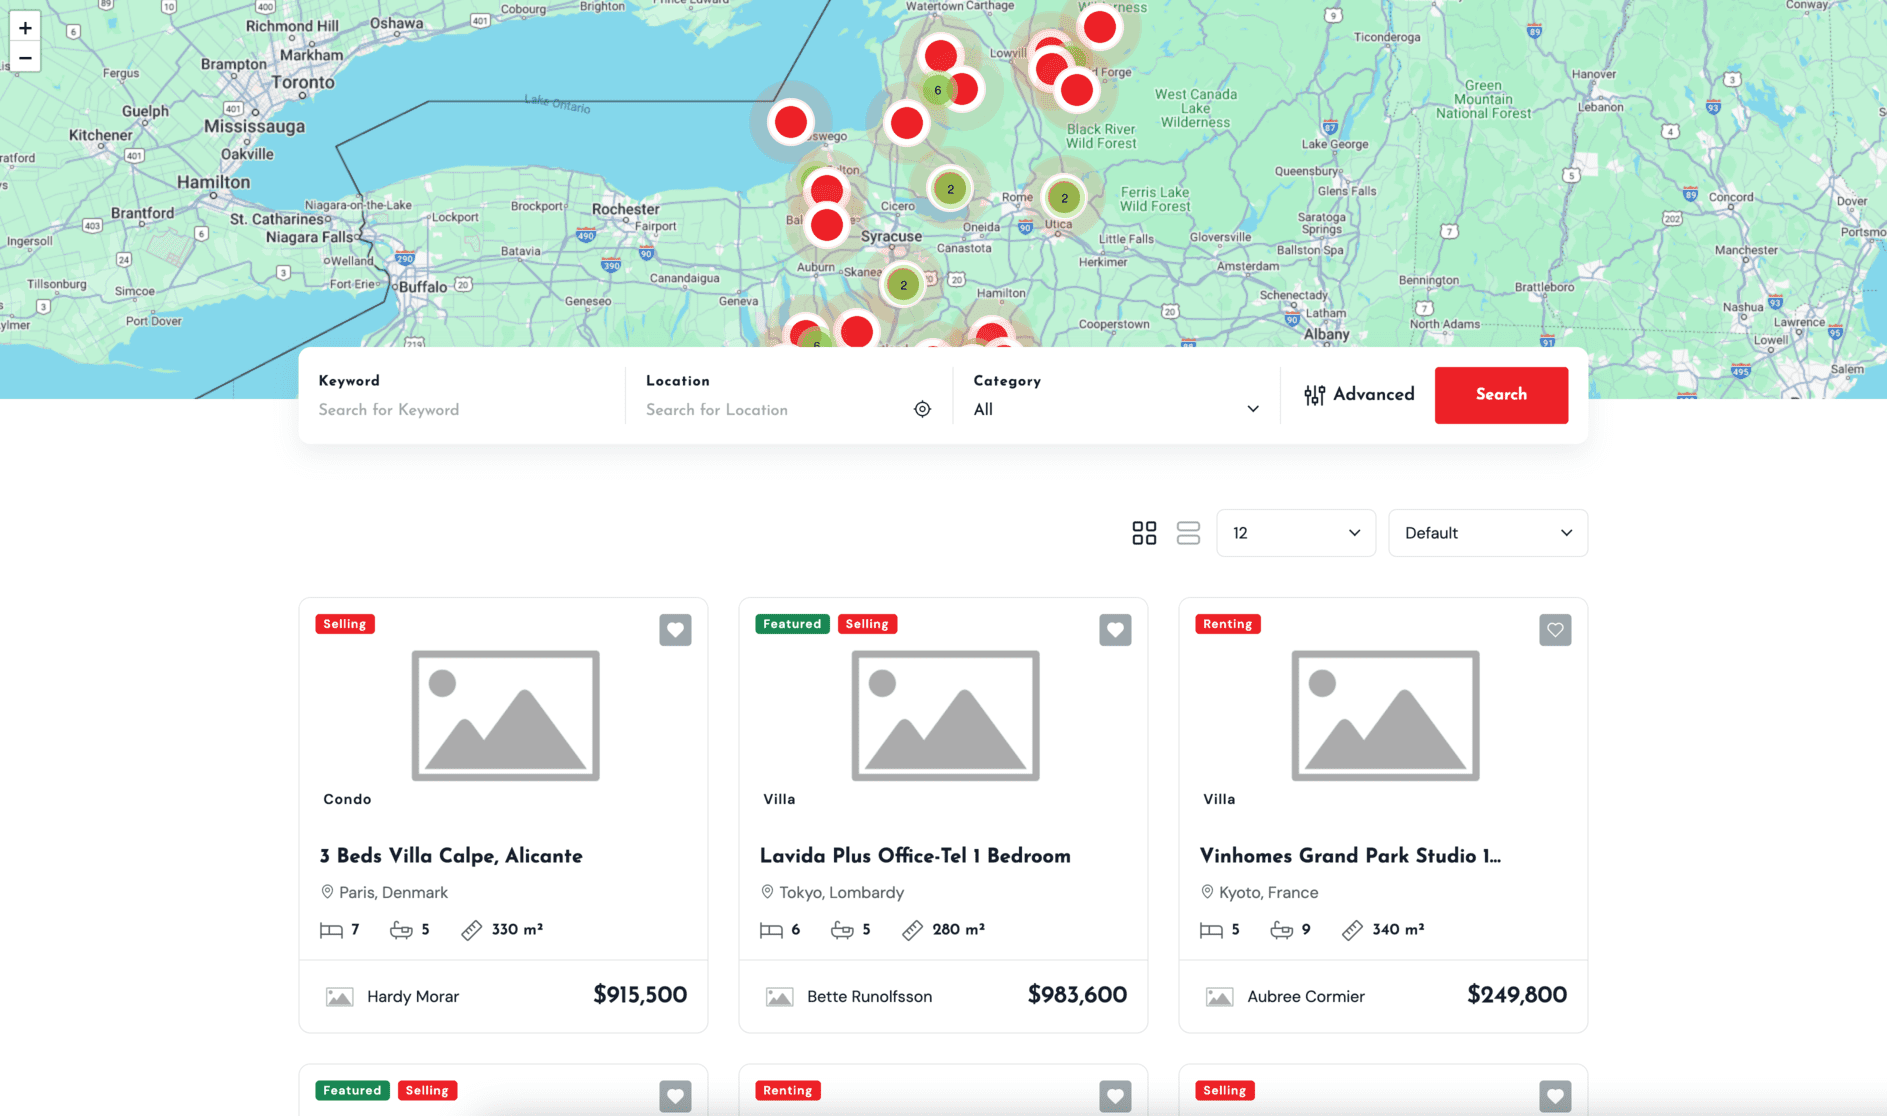 Richmond Hill
Oshawa
Cobourg
Brighton
Watertown
Carthage
Conway
Markham
Lowvill
Ticonderoga
Fergus
Brampton
Toronto
d Forge
Hanover
Guelph
Mississauga
Lake Ontario
West Canada
Lake
Wilderness
Green
Mountain
National Forest
Lebanon
Kitchener
Oakville
Black River
Wild Forest
Lake George
ratford
Hamilton
Niagara-on-the-Lake
Brockport
Cicero
Rome
Ferris Lake
Wild Forest
Queensbury
Glens Falls
Concord
Dover
Brantford
St. Catharines
Lockport
Rochester
Fairport
Oneida
Utica
Saratoga
Springs
Portsmo
Ingersoll
Niagara Falls
Batavia
Syracuse
Canastota
Little Falls
Gloversville
Ballston Spa
Manchester
Welland
Auburn
Skanea
Herkimer
Amsterdam
Tillsonburg
Simcoe
Fort-Erie
Buffalo
Canandaigua
Geneva
Hamilton
Bennington
Brattleboro
Geneseo
Schenectady
Nashua
ylmer
Port Dover
Cooperstown
Latham
Albany
North Adams
Lawrence
Lowell
Salem
6
2
2
2
6
+
−
Keyword
Search for Keyword
Location
Search for Location
Category
All
Advanced
Search
12
Default
Selling
Condo
3 Beds Villa Calpe, Alicante
Paris, Denmark
7 5 330 m²
Hardy Morar $915,500
Featured Selling
Villa
Lavida Plus Office-Tel 1 Bedroom
Tokyo, Lombardy
6 5 280 m²
Bette Runolfsson $983,600
Renting
Villa
Vinhomes Grand Park Studio 1...
Kyoto, France
5 9 340 m²
Aubree Cormier $249,800
Featured Selling
Renting
Selling